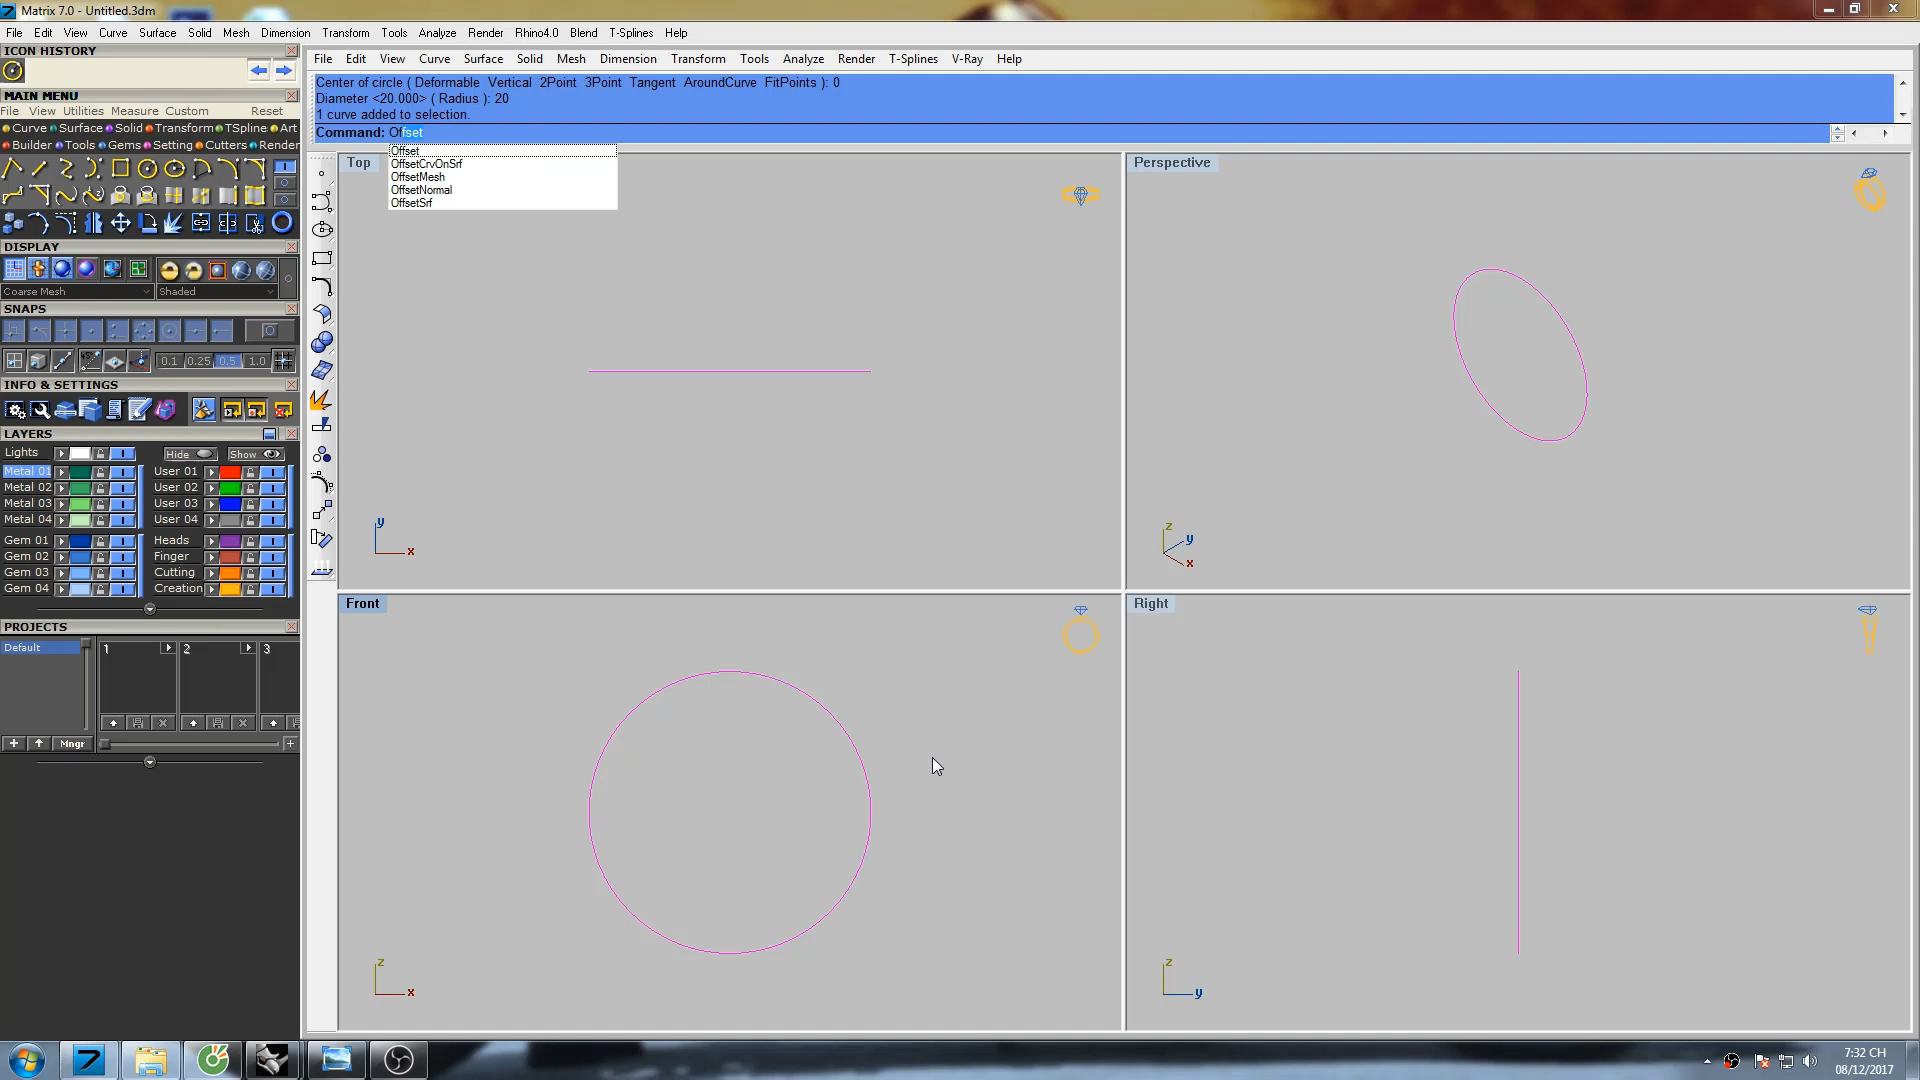 Matrix 7.0 - Untitled.3dm
File Edit View Curve Surface Solid Mesh Dimension Transform Tools Analyze Render Rhino4.0 Blend T-Splines Help
ICON HISTORY
MAIN MENU
File View Utilities Measure Custom Reset
Curve Surface Solid Transform TSpline Art
Builder Tools Gems Setting Cutters Render
DISPLAY
Coarse Mesh Shaded
SNAPS
0.1 0.25 0.5 1.0
INFO & SETTINGS
LAYERS
Lights Hide Show
Metal 01 User 01
Metal 02 User 02
Metal 03 User 03
Metal 04 User 04
Gem 01 Heads
Gem 02 Finger
Gem 03 Cutting
Gem 04 Creation
PROJECTS
Default 1 2 3
Mngr
File Edit View Curve Surface Solid Mesh Dimension Transform Tools Analyze Render T-Splines V-Ray Help
Center of circle ( Deformable Vertical 2Point 3Point Tangent AroundCurve FitPoints ): 0
Diameter <20.000> ( Radius ): 20
1 curve added to selection.
Command: Offset
Offset
OffsetCrvOnSrf
OffsetMesh
OffsetNormal
OffsetSrf
Top
y
x
Perspective
z
y
x
Front
z
x
Right
z
y
7:32 CH
08/12/2017